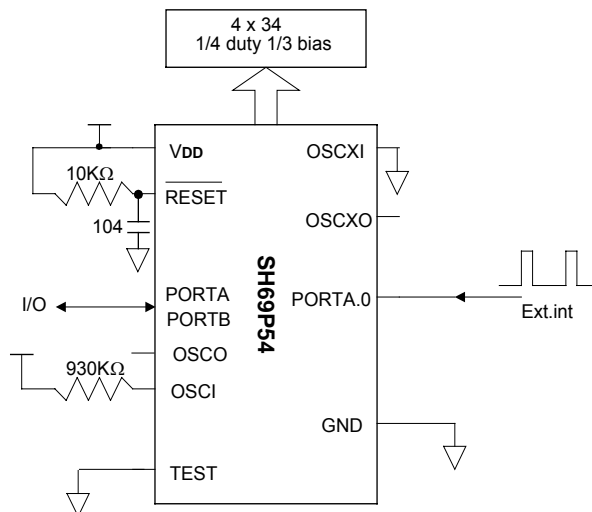 4 x 34
1/4 duty 1/3 bias
VDD
OSCXI
10KΩ
RESET
OSCXO
104
SH69P54
I/O
PORTA
PORTB
PORTA.0
Ext.int
OSCO
930KΩ
OSCI
GND
TEST